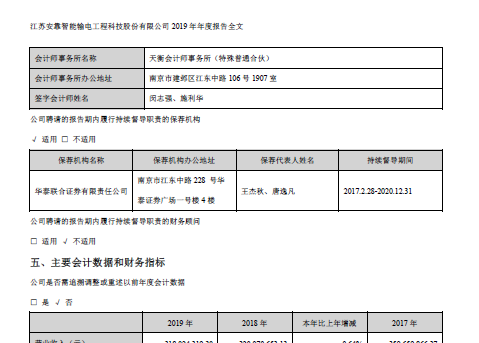 江苏安靠智能输电工程科技股份有限公司 2019 年年度报告全文
会计师事务所名称 天衡会计师事务所（特殊普通合伙）
会计师事务所办公地址 南京市建邺区江东中路 106 号 1907 室
签字会计师姓名 闵志强、施利华
公司聘请的报告期内履行持续督导职责的保荐机构
√ 适用 □ 不适用
保荐机构名称 保荐机构办公地址 保荐代表人姓名 持续督导期间
华泰联合证券有限责任公司 南京市江东中路 228 号华 王杰秋、唐逸凡 2017.2.28-2020.12.31
泰证券广场一号楼 4 楼
公司聘请的报告期内履行持续督导职责的财务顾问
□ 适用 √ 不适用
五、主要会计数据和财务指标
公司是否需追溯调整或重述以前年度会计数据
□ 是 √ 否
2019 年 2018 年 本年比上年增减 2017 年
营业收入（元）